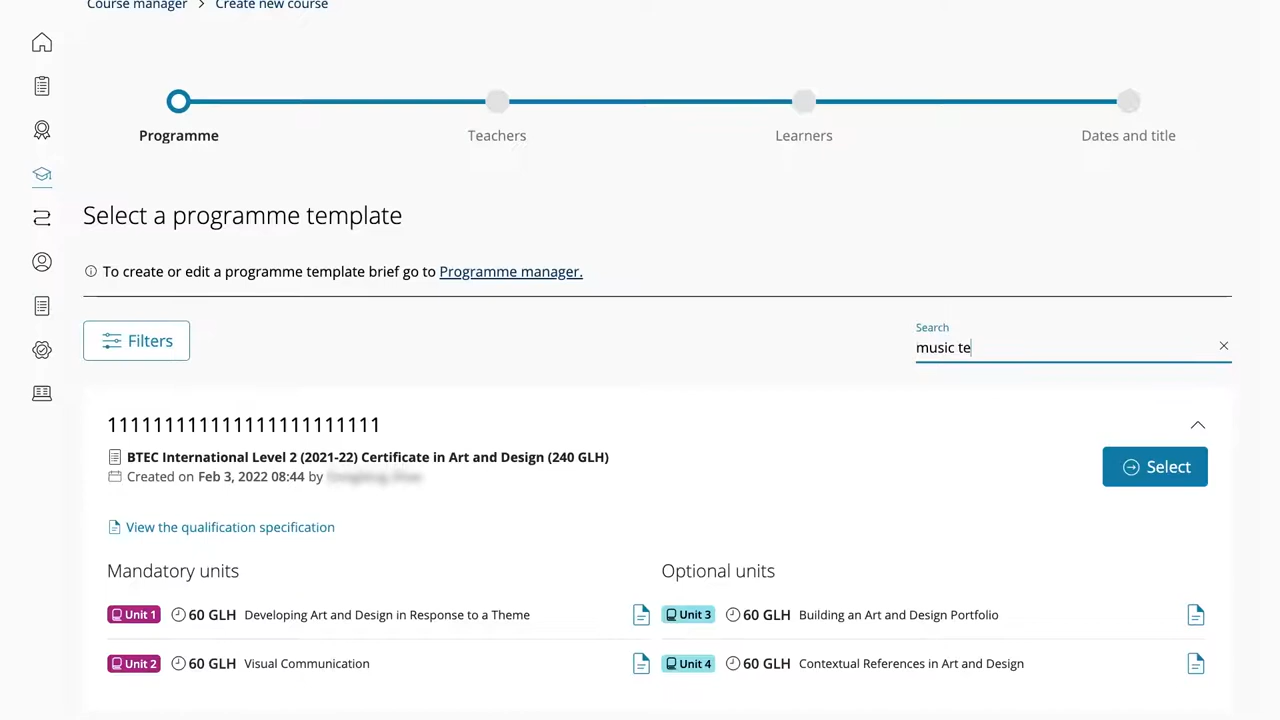 Course manager > Create new course
Programme
Teachers
Learners
Dates and title
Select a programme template
To create or edit a programme template brief go to Programme manager.
Filters
Search
music te
111111111111111111111111
BTEC International Level 2 (2021-22) Certificate in Art and Design (240 GLH)
Created on Feb 3, 2022 08:44 by
Select
View the qualification specification
Mandatory units
Unit 1 60 GLH Developing Art and Design in Response to a Theme
Unit 2 60 GLH Visual Communication
Optional units
Unit 3 60 GLH Building an Art and Design Portfolio
Unit 4 60 GLH Contextual References in Art and Design